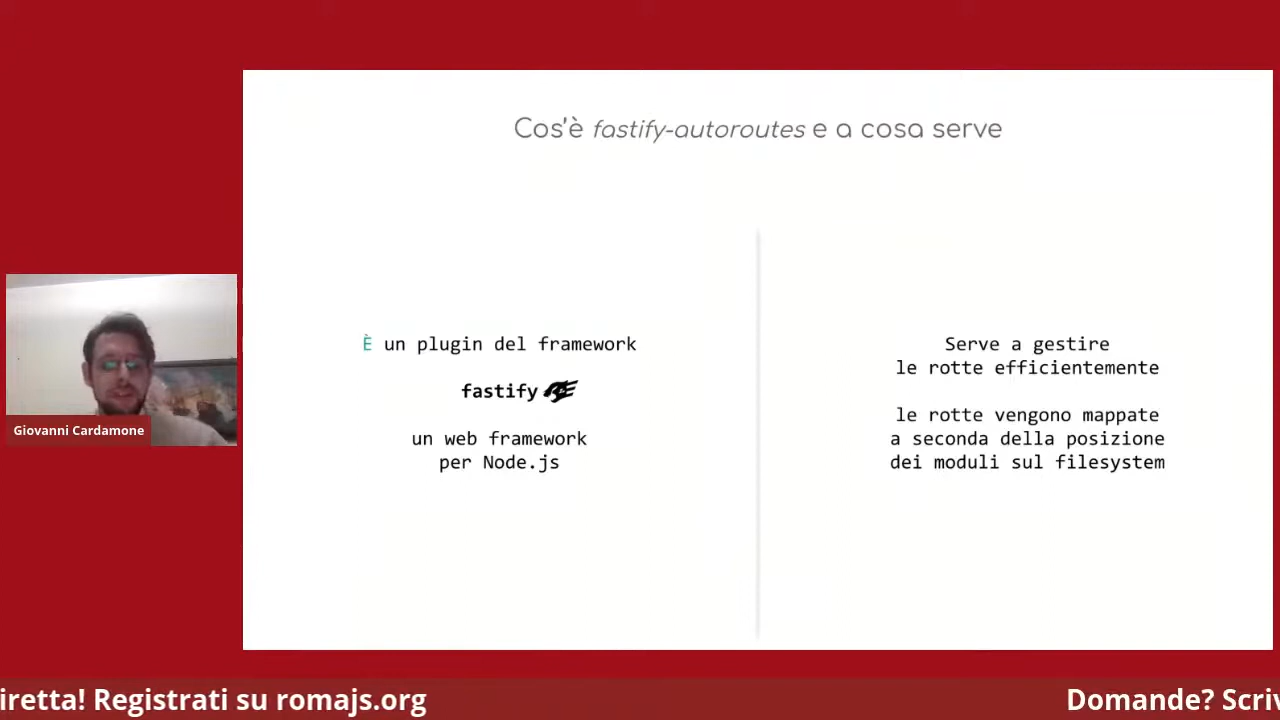 Cos'è fastify-autoroutes e a cosa serve
È un plugin del framework
fastify
un web framework
per Node.js
Serve a gestire
le rotte efficientemente
le rotte vengono mappate
a seconda della posizione
dei moduli sul filesystem
Giovanni Cardamone
iretta! Registrati su romajs.org
Domande? Scriv